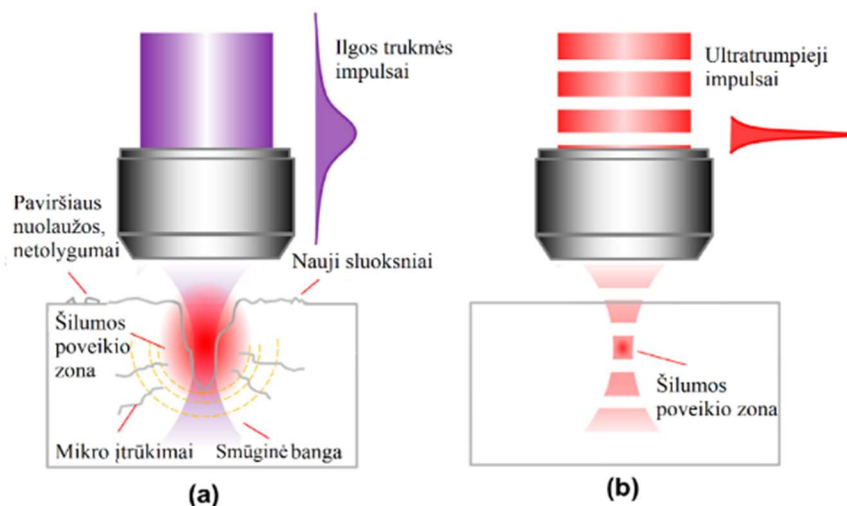 Ilgos trukmės
impulsai
Paviršiaus
nuolaužos,
netolygumai
Nauji sluoksniai
Šilumos
poveikio
zona
Mikro įtrūkimai
Smūginė banga
(a)
Ultratrumpieji
impulsai
Šilumos
poveikio zona
(b)